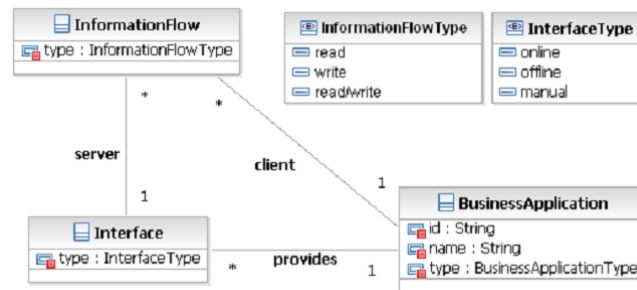 InformationFlow
type : InformationFlowType
InformationFlowType
read
write
read/write
InterfaceType
online
offline
manual
*
*
server
client
1
1
Interface
type : InterfaceType
*
provides
1
BusinessApplication
id : String
name : String
type : BusinessApplicationType